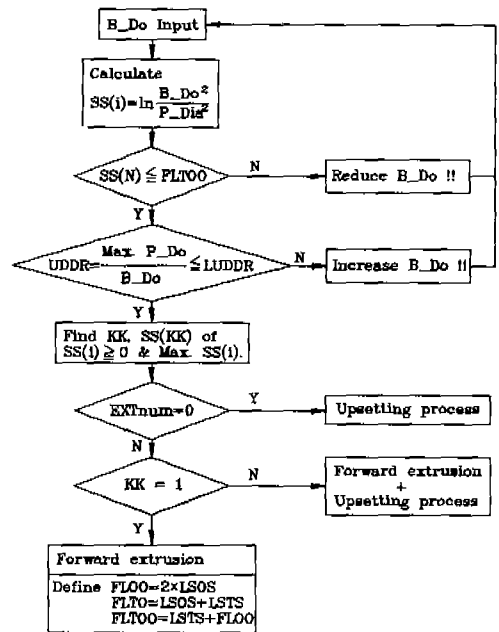 B_Do Input
Calculate
SS(i)=ln B_Do² / P_Dia²
SS(N)≦FLTOO
N
Reduce B_Do !!
Y
UDDR= Max. P_Do / B_Do ≦LUDDR
N
Increase B_Do !!
Y
Find KK, SS(KK) of
SS(i)≧0 & Max. SS(i).
EXTnum=0
Y
Upsetting process
N
KK = 1
N
Forward extrusion
+
Upsetting process
Y
Forward extrusion
Define FLOO=2×LSOS
FLTO=LSOS+LSTS
FLTOO=LSTS+FLOO